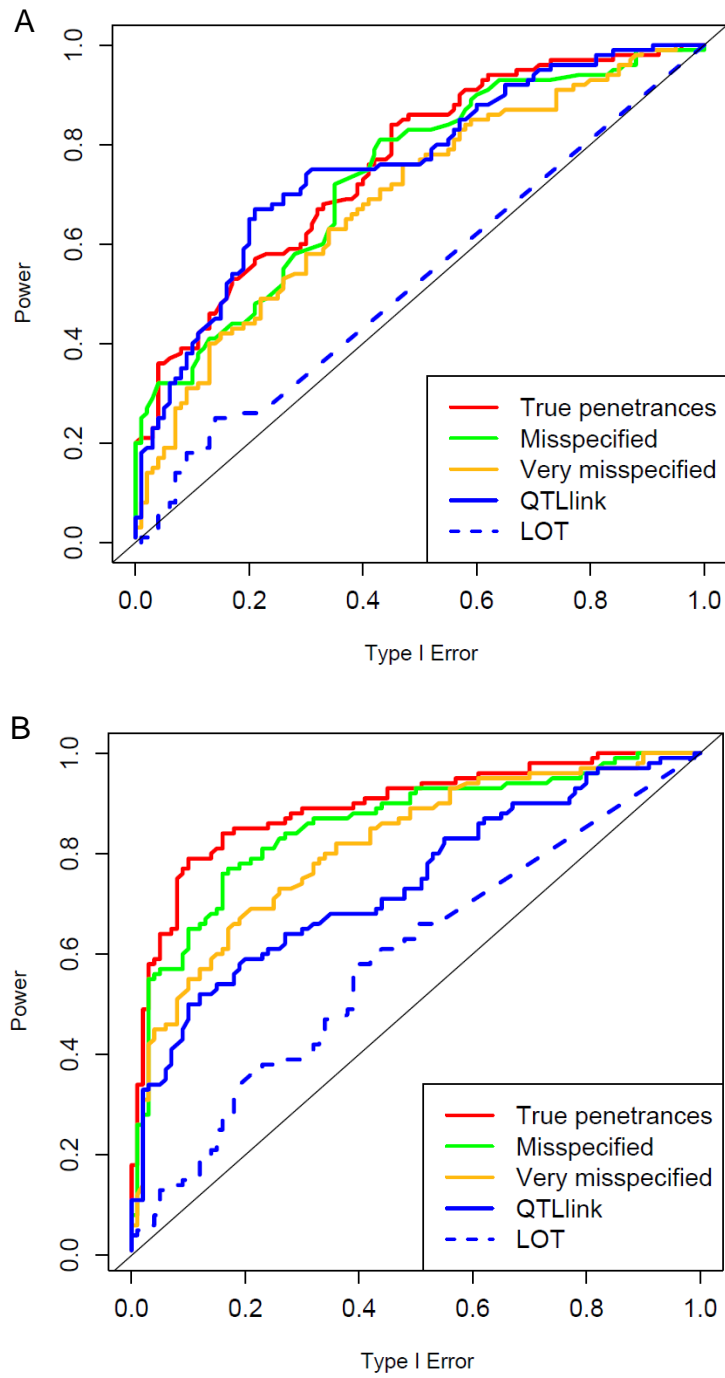 A
1.0
0.8
0.6
0.4
0.2
0.0
Power
True penetrances
Misspecified
Very misspecified
QTLlink
LOT
0.0 0.2 0.4 0.6 0.8 1.0
Type I Error
B
1.0
0.8
0.6
0.4
0.2
0.0
Power
True penetrances
Misspecified
Very misspecified
QTLlink
LOT
0.0 0.2 0.4 0.6 0.8 1.0
Type I Error